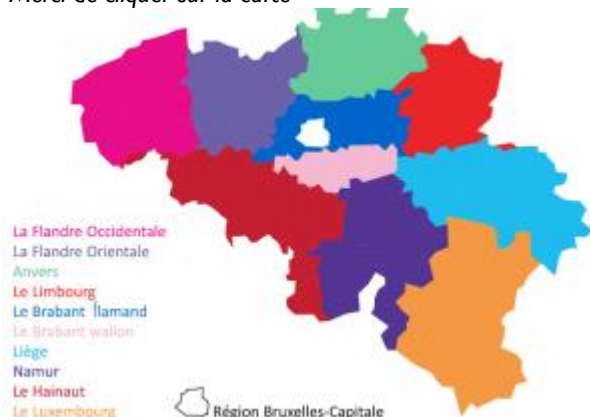 Merci de cliquer sur la carte
La Flandre Occidentale
La Flandre Orientale
Anvers
Le Limbourg
Le Brabant flamand
Le Brabant wallon
Liège
Namur
Le Hainaut
Le Luxembourg
Région Bruxelles-Capitale